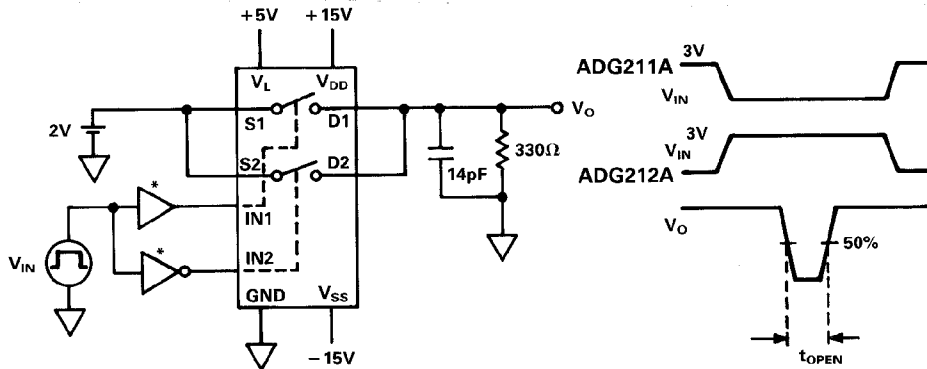 +5V
+15V
V_L
V_DD
S1
D1
V_O
2V
S2
D2
14pF
330Ω
*
IN1
*
IN2
V_IN
GND
V_SS
−15V
3V
ADG211A
V_IN
3V
V_IN
ADG212A
V_O
50%
t_OPEN